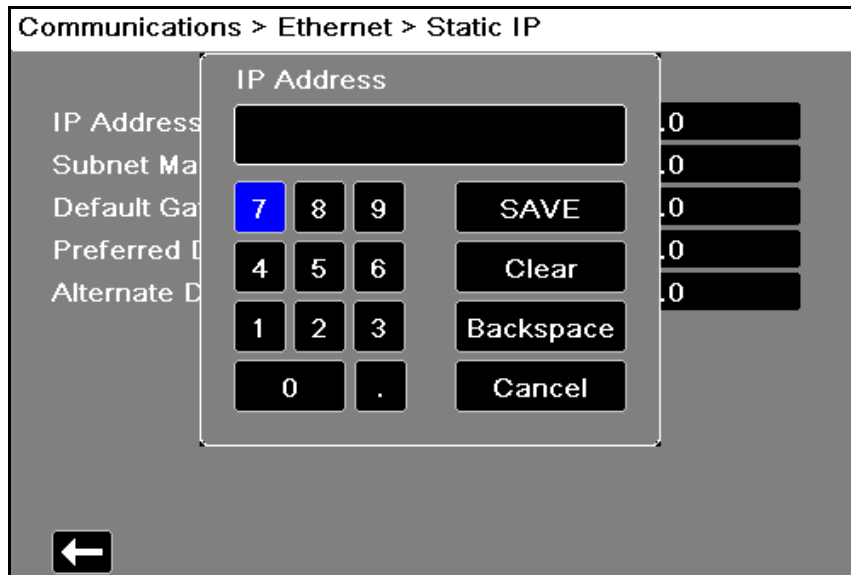 Communications > Ethernet > Static IP
IP Address
IP Address .0
Subnet Ma .0
Default Ga .0
Preferred .0
Alternate .0
7 8 9 SAVE
4 5 6 Clear
1 2 3 Backspace
0 . Cancel